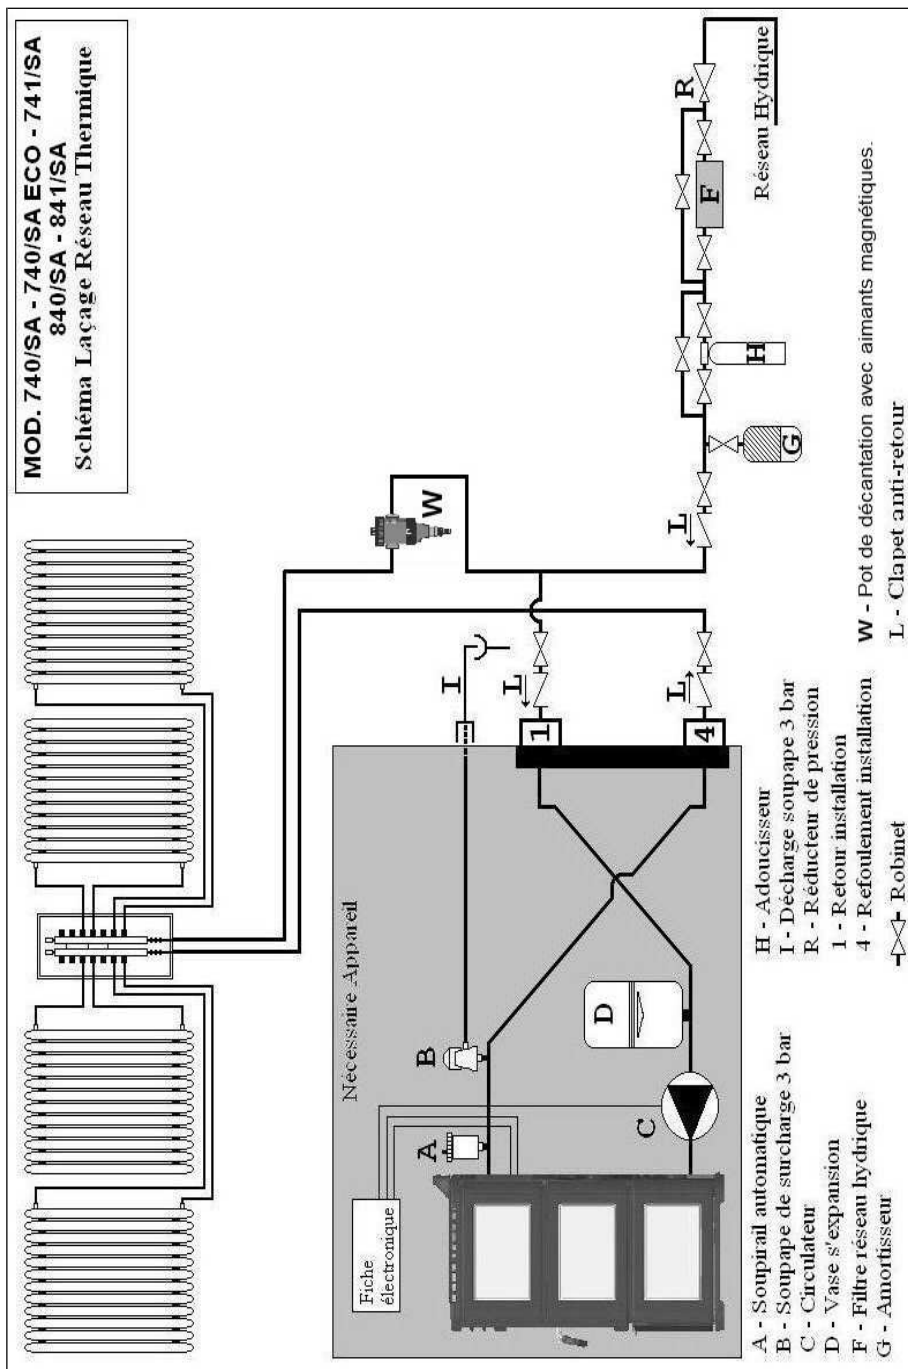 MOD. 740/SA - 740/SA ECO - 741/SA
840/SA - 841/SA
Schéma Laçage Réseau Thermique
W
R
F
H
G
L
Réseau Hydrique
I
L
L
1
4
Nécessaire Appareil
B
A
D
C
Fiche
électronique
A - Soupirail automatique
B - Soupape de surcharge 3 bar
C - Circulateur
D - Vase s'expansion
F - Filtre réseau hydrique
G - Amortisseur
H - Adoucisseur
I - Décharge soupape 3 bar
R - Réducteur de pression
1 - Retour installation
4 - Refoulement installation
Robinet
W - Pot de décantation avec aimants magnétiques.
L - Clapet anti-retour